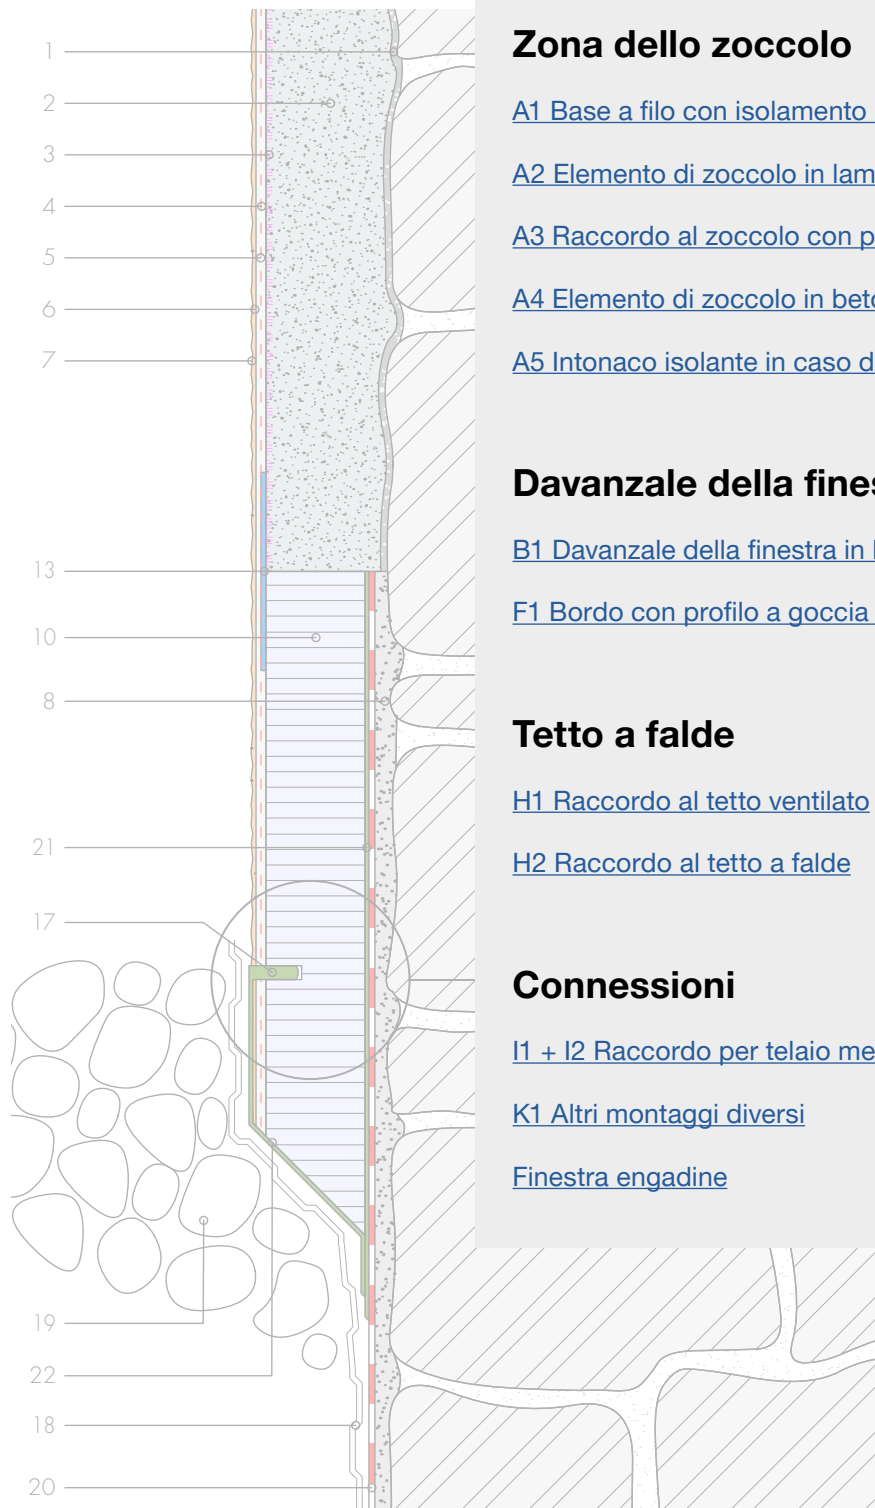 1
2
3
4
5
6
7
13
10
8
21
17
19
22
18
20
Zona dello zoccolo
A1 Base a filo con isolamento
A2 Elemento di zoccolo in lam
A3 Raccordo al zoccolo con p
A4 Elemento di zoccolo in beto
A5 Intonaco isolante in caso d
Davanzale della fines
B1 Davanzale della finestra in
F1 Bordo con profilo a goccia
Tetto a falde
H1 Raccordo al tetto ventilato
H2 Raccordo al tetto a falde
Connessioni
I1 + I2 Raccordo per telaio me
K1 Altri montaggi diversi
Finestra engadine